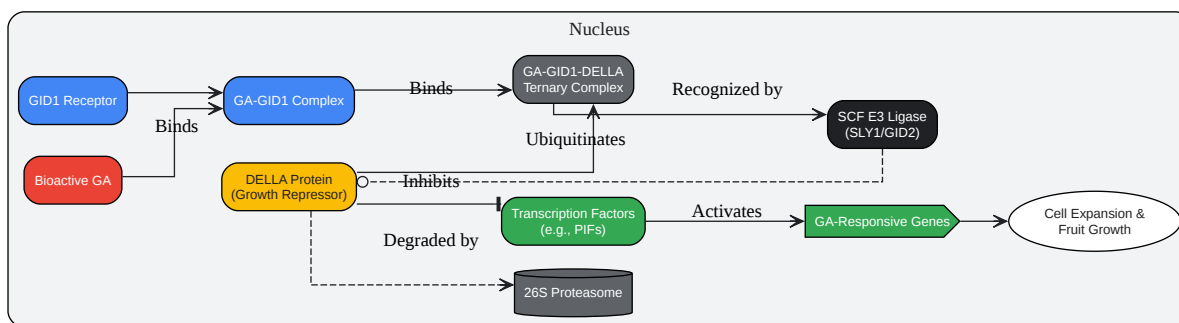 Nucleus
GID1 Receptor
GA-GID1 Complex
Binds
GA-GID1-DELLA
Ternary Complex
Recognized by
SCF E3 Ligase
(SLY1/GID2)
Binds
Ubiquitinates
Bioactive GA
DELLA Protein
(Growth Repressor)
Inhibits
Transcription Factors
(e.g., PIFs)
Activates
GA-Responsive Genes
Cell Expansion &
Fruit Growth
Degraded by
26S Proteasome